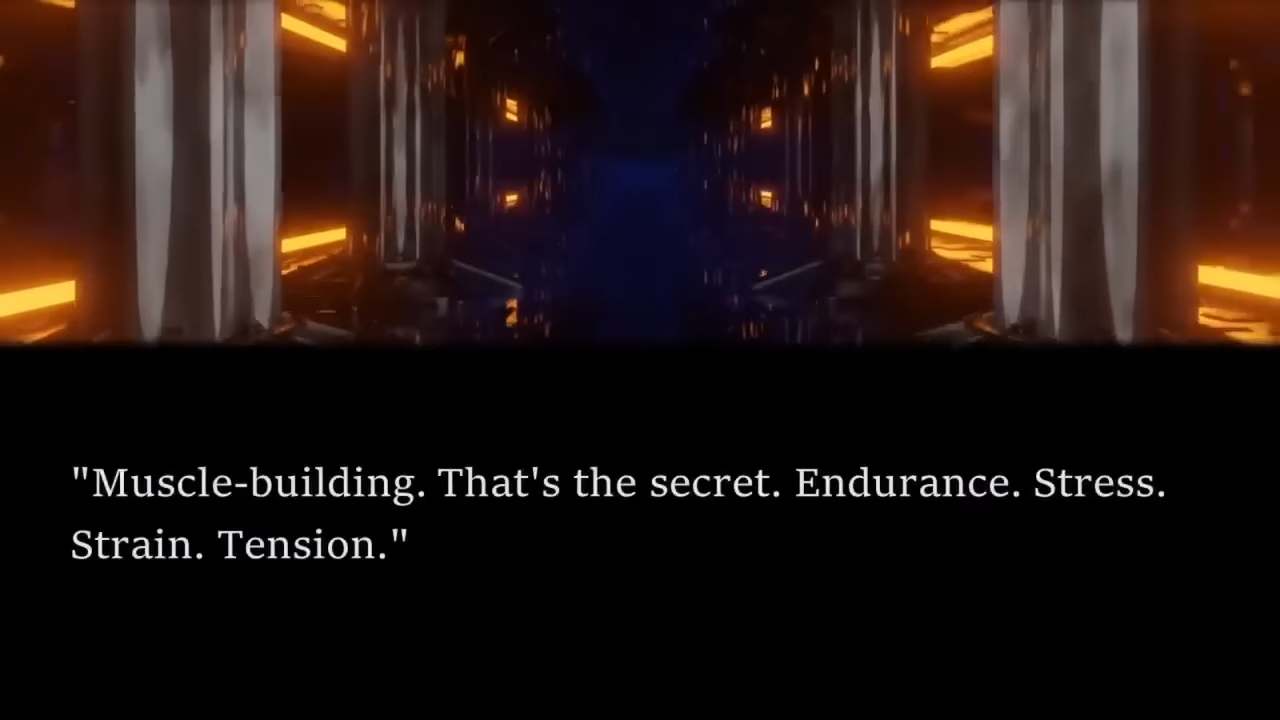 "Muscle-building. That's the secret. Endurance. Stress.
Strain. Tension."